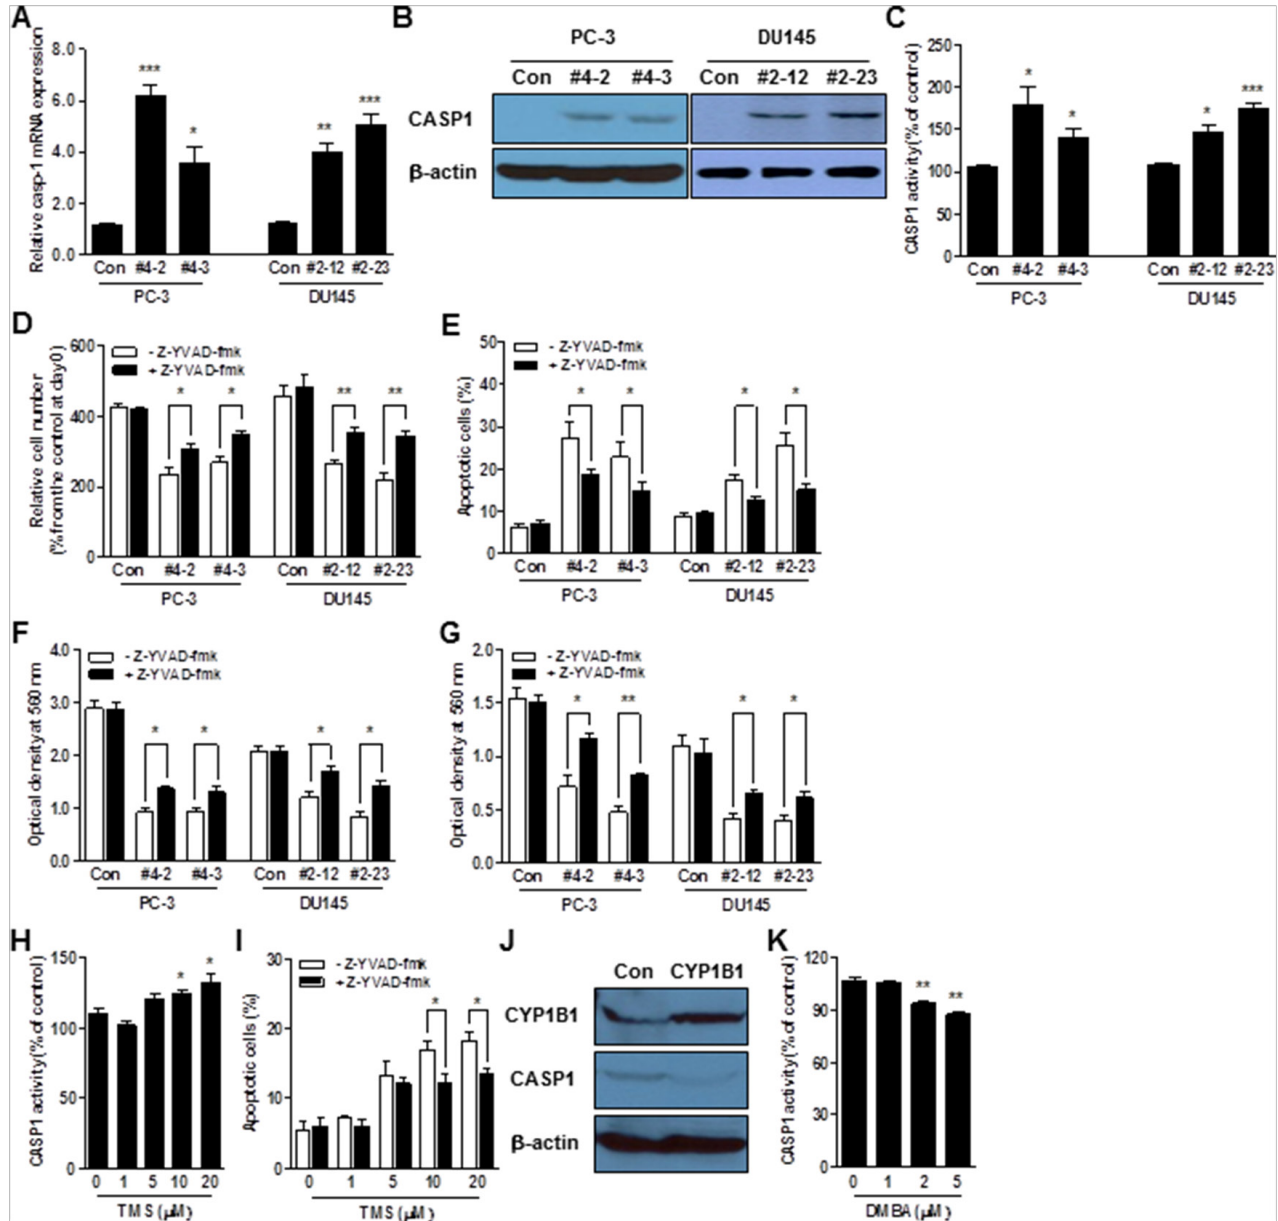 A
Relative casp-1 mRNA expression
8.0
6.0
4.0
2.0
0.0
***
*
**
***
Con #4-2 #4-3 Con #2-12 #2-23
PC-3 DU145
B
PC-3 DU145
Con #4-2 #4-3 Con #2-12 #2-23
CASP1
β-actin
C
CASP1 activity (% of control)
250
200
150
100
50
0
*
*
*
***
Con #4-2 #4-3 Con #2-12 #2-23
PC-3 DU145
D
Relative cell number
(% from the control at day 0)
600
400
200
0
- Z-YVAD-fmk
+ Z-YVAD-fmk
* * ** **
Con #4-2 #4-3 Con #2-12 #2-23
PC-3 DU145
E
Apoptotic cells (%)
50
40
30
20
10
0
- Z-YVAD-fmk
+ Z-YVAD-fmk
* * * *
Con #4-2 #4-3 Con #2-12 #2-23
PC-3 DU145
F
Optical density at 560 nm
4.0
3.0
2.0
1.0
0.0
- Z-YVAD-fmk
+ Z-YVAD-fmk
* * * *
Con #4-2 #4-3 Con #2-12 #2-23
PC-3 DU145
G
Optical density at 560 nm
2.0
1.5
1.0
0.5
0.0
- Z-YVAD-fmk
+ Z-YVAD-fmk
* ** * *
Con #4-2 #4-3 Con #2-12 #2-23
PC-3 DU145
H
CASP1 activity (% of control)
150
100
50
0
* *
0 1 5 10 20
TMS (μM)
I
Apoptotic cells (%)
30
20
10
0
- Z-YVAD-fmk
+ Z-YVAD-fmk
* *
0 1 5 10 20
TMS (μM)
J
Con CYP1B1
CYP1B1
CASP1
β-actin
K
CASP1 activity (% of control)
120
90
60
30
0
** **
0 1 2 5
DMBA (μM)